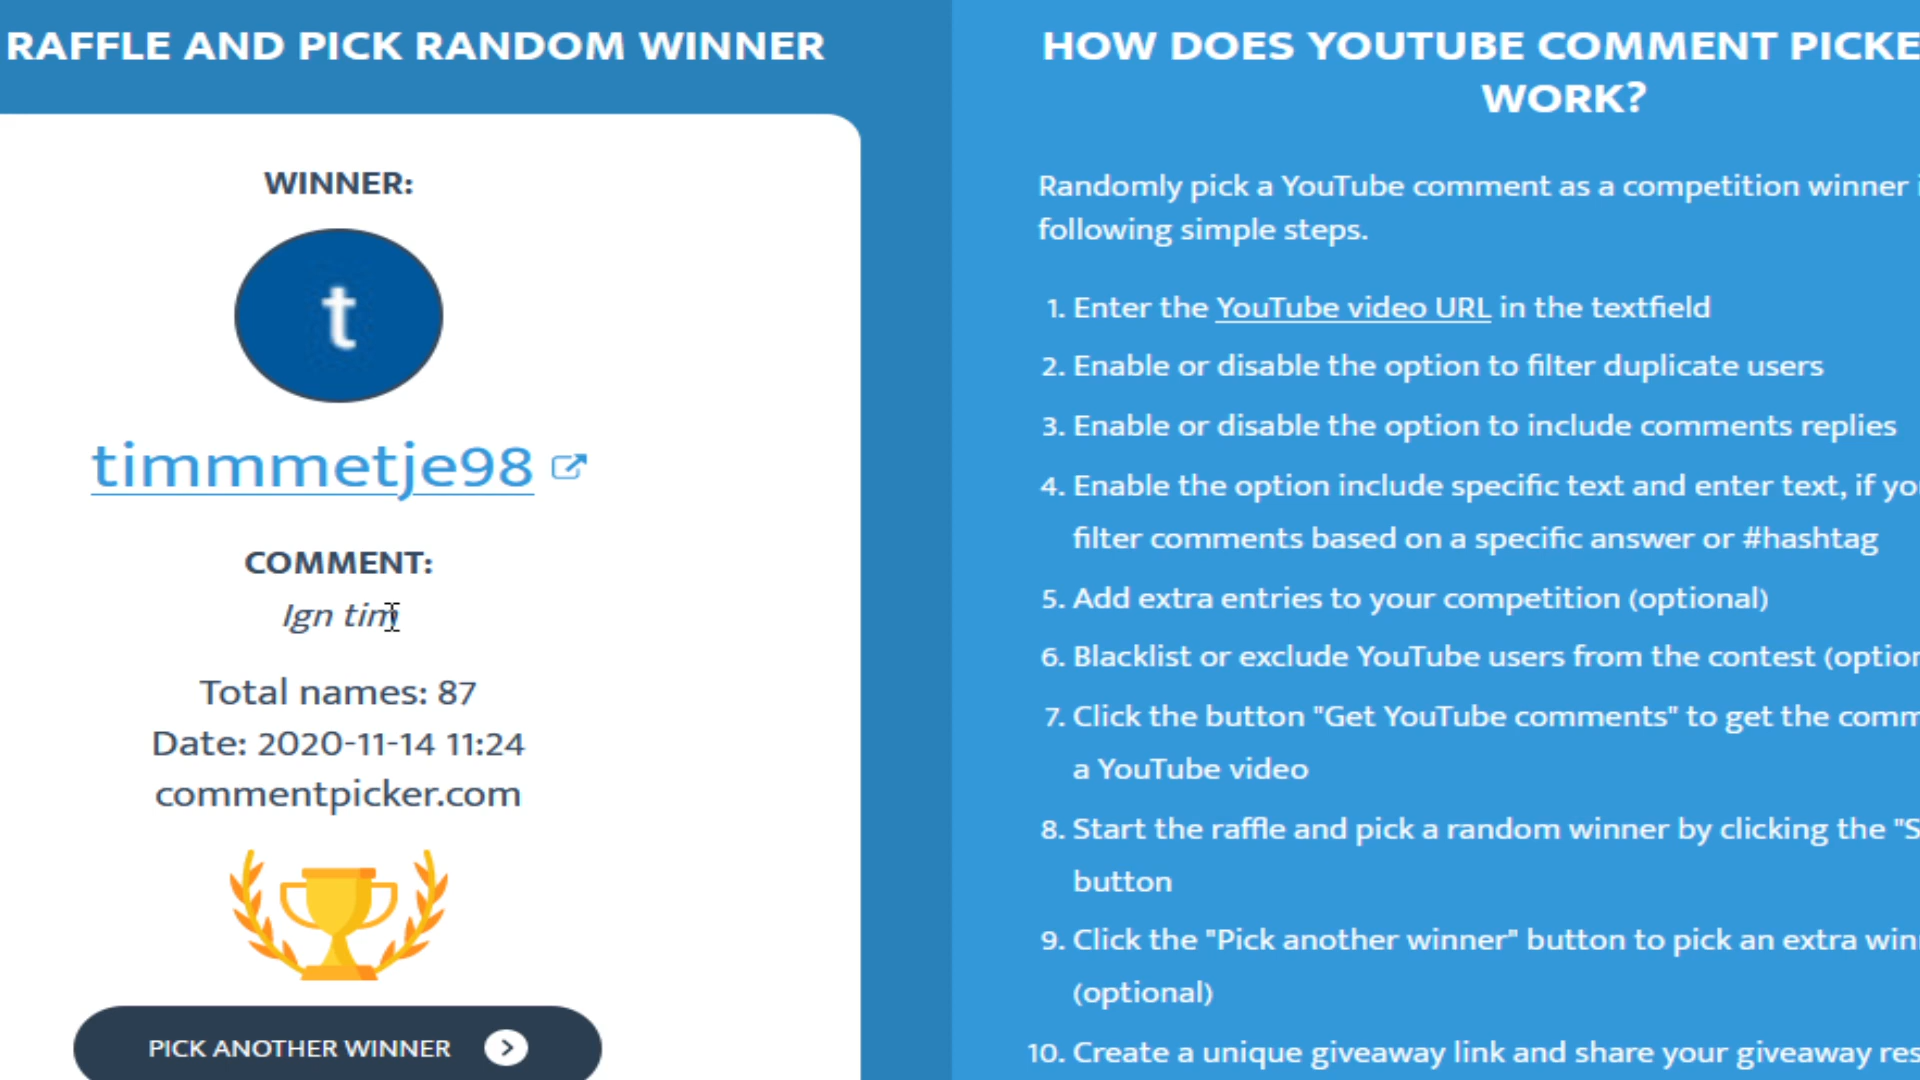 RAFFLE AND PICK RANDOM WINNER
WINNER:
t
timmmetje98
COMMENT:
Ign tim
Total names: 87
Date: 2020-11-14 11:24
commentpicker.com
PICK ANOTHER WINNER
HOW DOES YOUTUBE COMMENT PICKE
WORK?
Randomly pick a YouTube comment as a competition winner
following simple steps.
1. Enter the YouTube video URL in the textfield
2. Enable or disable the option to filter duplicate users
3. Enable or disable the option to include comments replies
4. Enable the option include specific text and enter text, if yo
filter comments based on a specific answer or #hashtag
5. Add extra entries to your competition (optional)
6. Blacklist or exclude YouTube users from the contest (option
7. Click the button "Get YouTube comments" to get the comm
a YouTube video
8. Start the raffle and pick a random winner by clicking the "S
button
9. Click the "Pick another winner" button to pick an extra win
(optional)
10. Create a unique giveaway link and share your giveaway res